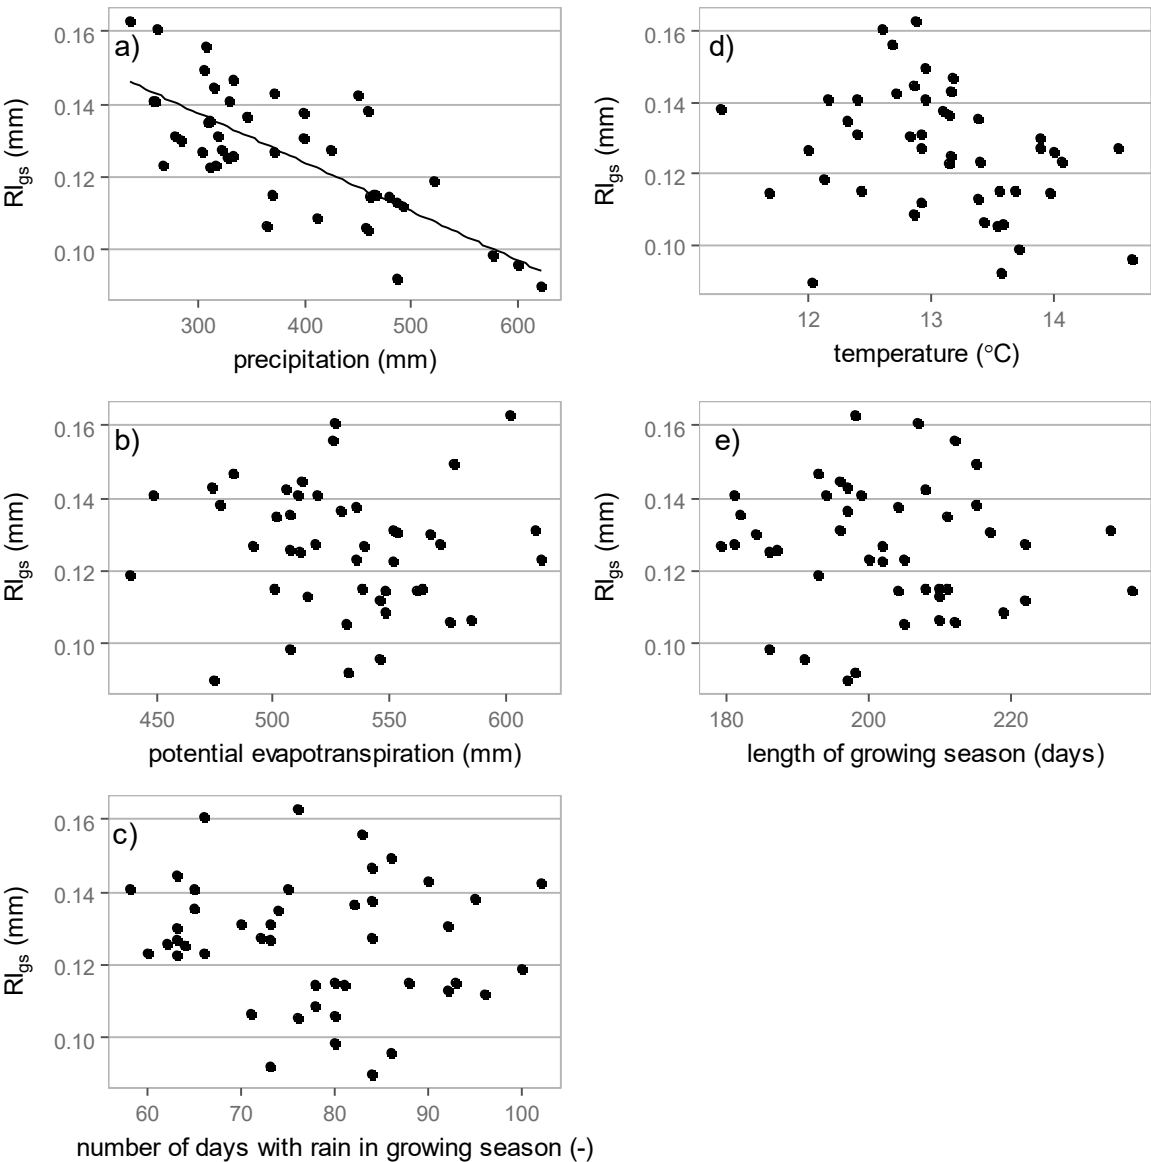 a)
0.16
0.14
0.12
0.10
RIgs (mm)
300 400 500 600
precipitation (mm)
d)
0.16
0.14
0.12
0.10
RIgs (mm)
12 13 14
temperature (°C)
b)
0.16
0.14
0.12
0.10
RIgs (mm)
450 500 550 600
potential evapotranspiration (mm)
e)
0.16
0.14
0.12
0.10
RIgs (mm)
180 200 220
length of growing season (days)
c)
0.16
0.14
0.12
0.10
RIgs (mm)
60 70 80 90 100
number of days with rain in growing season (-)